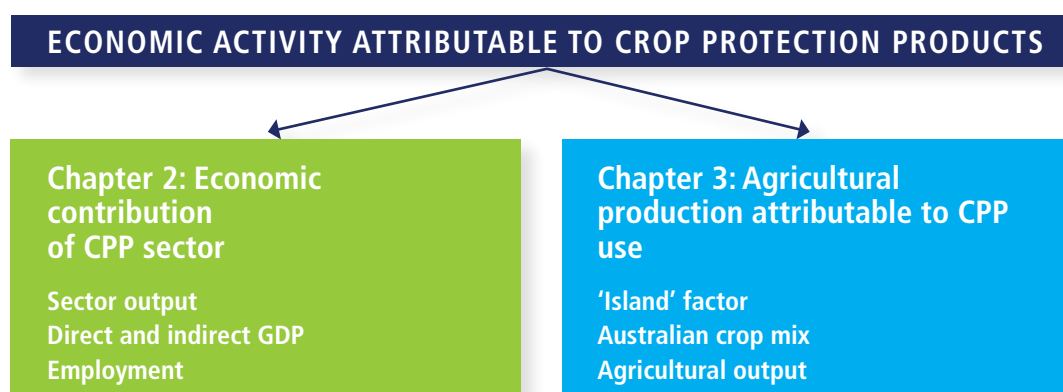 ECONOMIC ACTIVITY ATTRIBUTABLE TO CROP PROTECTION PRODUCTS
Chapter 2: Economic
contribution
of CPP sector
Sector output
Direct and indirect GDP
Employment
Chapter 3: Agricultural
production attributable to CPP
use
‘Island’ factor
Australian crop mix
Agricultural output